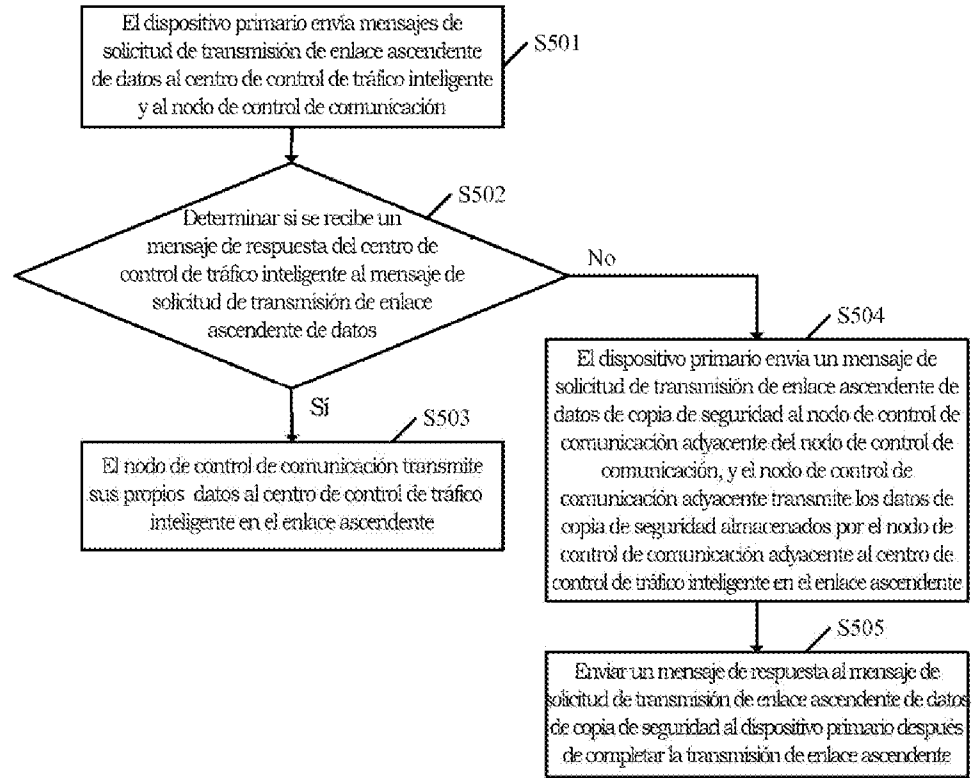 El dispositivo primario envía mensajes de
solicitud de transmisión de enlace ascendente
de datos al centro de control de tráfico inteligente
y al nodo de control de comunicación
S501
S502
Determinar si se recibe un
mensaje de respuesta del centro de
control de tráfico inteligente al mensaje de
solicitud de transmisión de enlace
ascendente de datos
No
Sí
S503
El nodo de control de comunicación transmite
sus propios datos al centro de control de tráfico
inteligente en el enlace ascendente
S504
El dispositivo primario envía un mensaje de
solicitud de transmisión de enlace ascendente de
datos de copia de seguridad al nodo de control de
comunicación adyacente del nodo de control de
comunicación, y el nodo de control de
comunicación adyacente transmite los datos de
copia de seguridad almacenados por el nodo de
control de comunicación adyacente al centro de
control de tráfico inteligente en el enlace ascendente
S505
Enviar un mensaje de respuesta al mensaje de
solicitud de transmisión de enlace ascendente de datos
de copia de seguridad al dispositivo primario después
de completar la transmisión de enlace ascendente